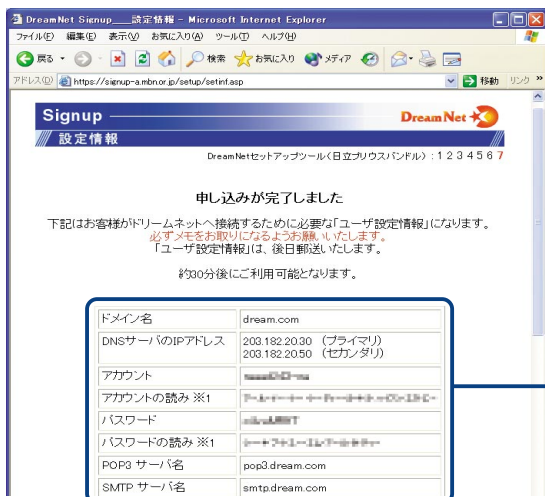 DreamNet Signup___設定情報 - Microsoft Internet Explorer
ファイル(F) 編集(E) 表示(V) お気に入り(A) ツール(T) ヘルプ(H)
戻る 検索 お気に入り メディア
アドレス(D) https://signup-a.mbn.or.jp/setup/setinf.asp 移動 リンク »
Signup
DreamNet
設定情報
DreamNetセットアップツール(日立プリウスバンドル) : 1 2 3 4 5 6 7
申し込みが完了しました
下記はお客様がドリームネットへ接続するために必要な「ユーザ設定情報」になります。
必ずメモをお取りになるようお願いいたします。
「ユーザ設定情報」は、後日郵送いたします。
約30分後にご利用可能となります。
ドメイン名 dream.com
DNSサーバのIPアドレス 203.182.20.30 (プライマリ)
203.182.20.50 (セカンダリ)
アカウント
アカウントの読み ※1
パスワード
パスワードの読み ※1
POP3 サーバ名 pop3.dream.com
SMTP サーバ名 smtp.dream.com